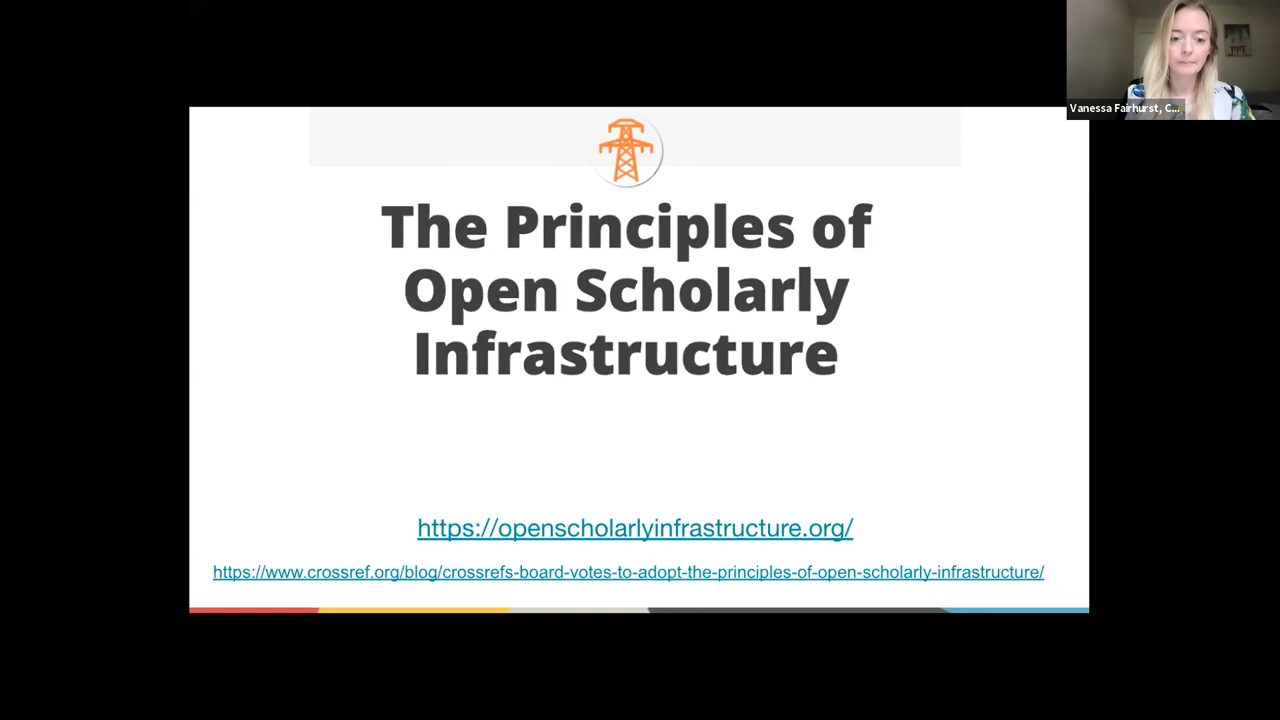 Vanessa Fairhurst, C...
The Principles of
Open Scholarly
Infrastructure
https://openscholarlyinfrastructure.org/
https://www.crossref.org/blog/crossrefs-board-votes-to-adopt-the-principles-of-open-scholarly-infrastructure/